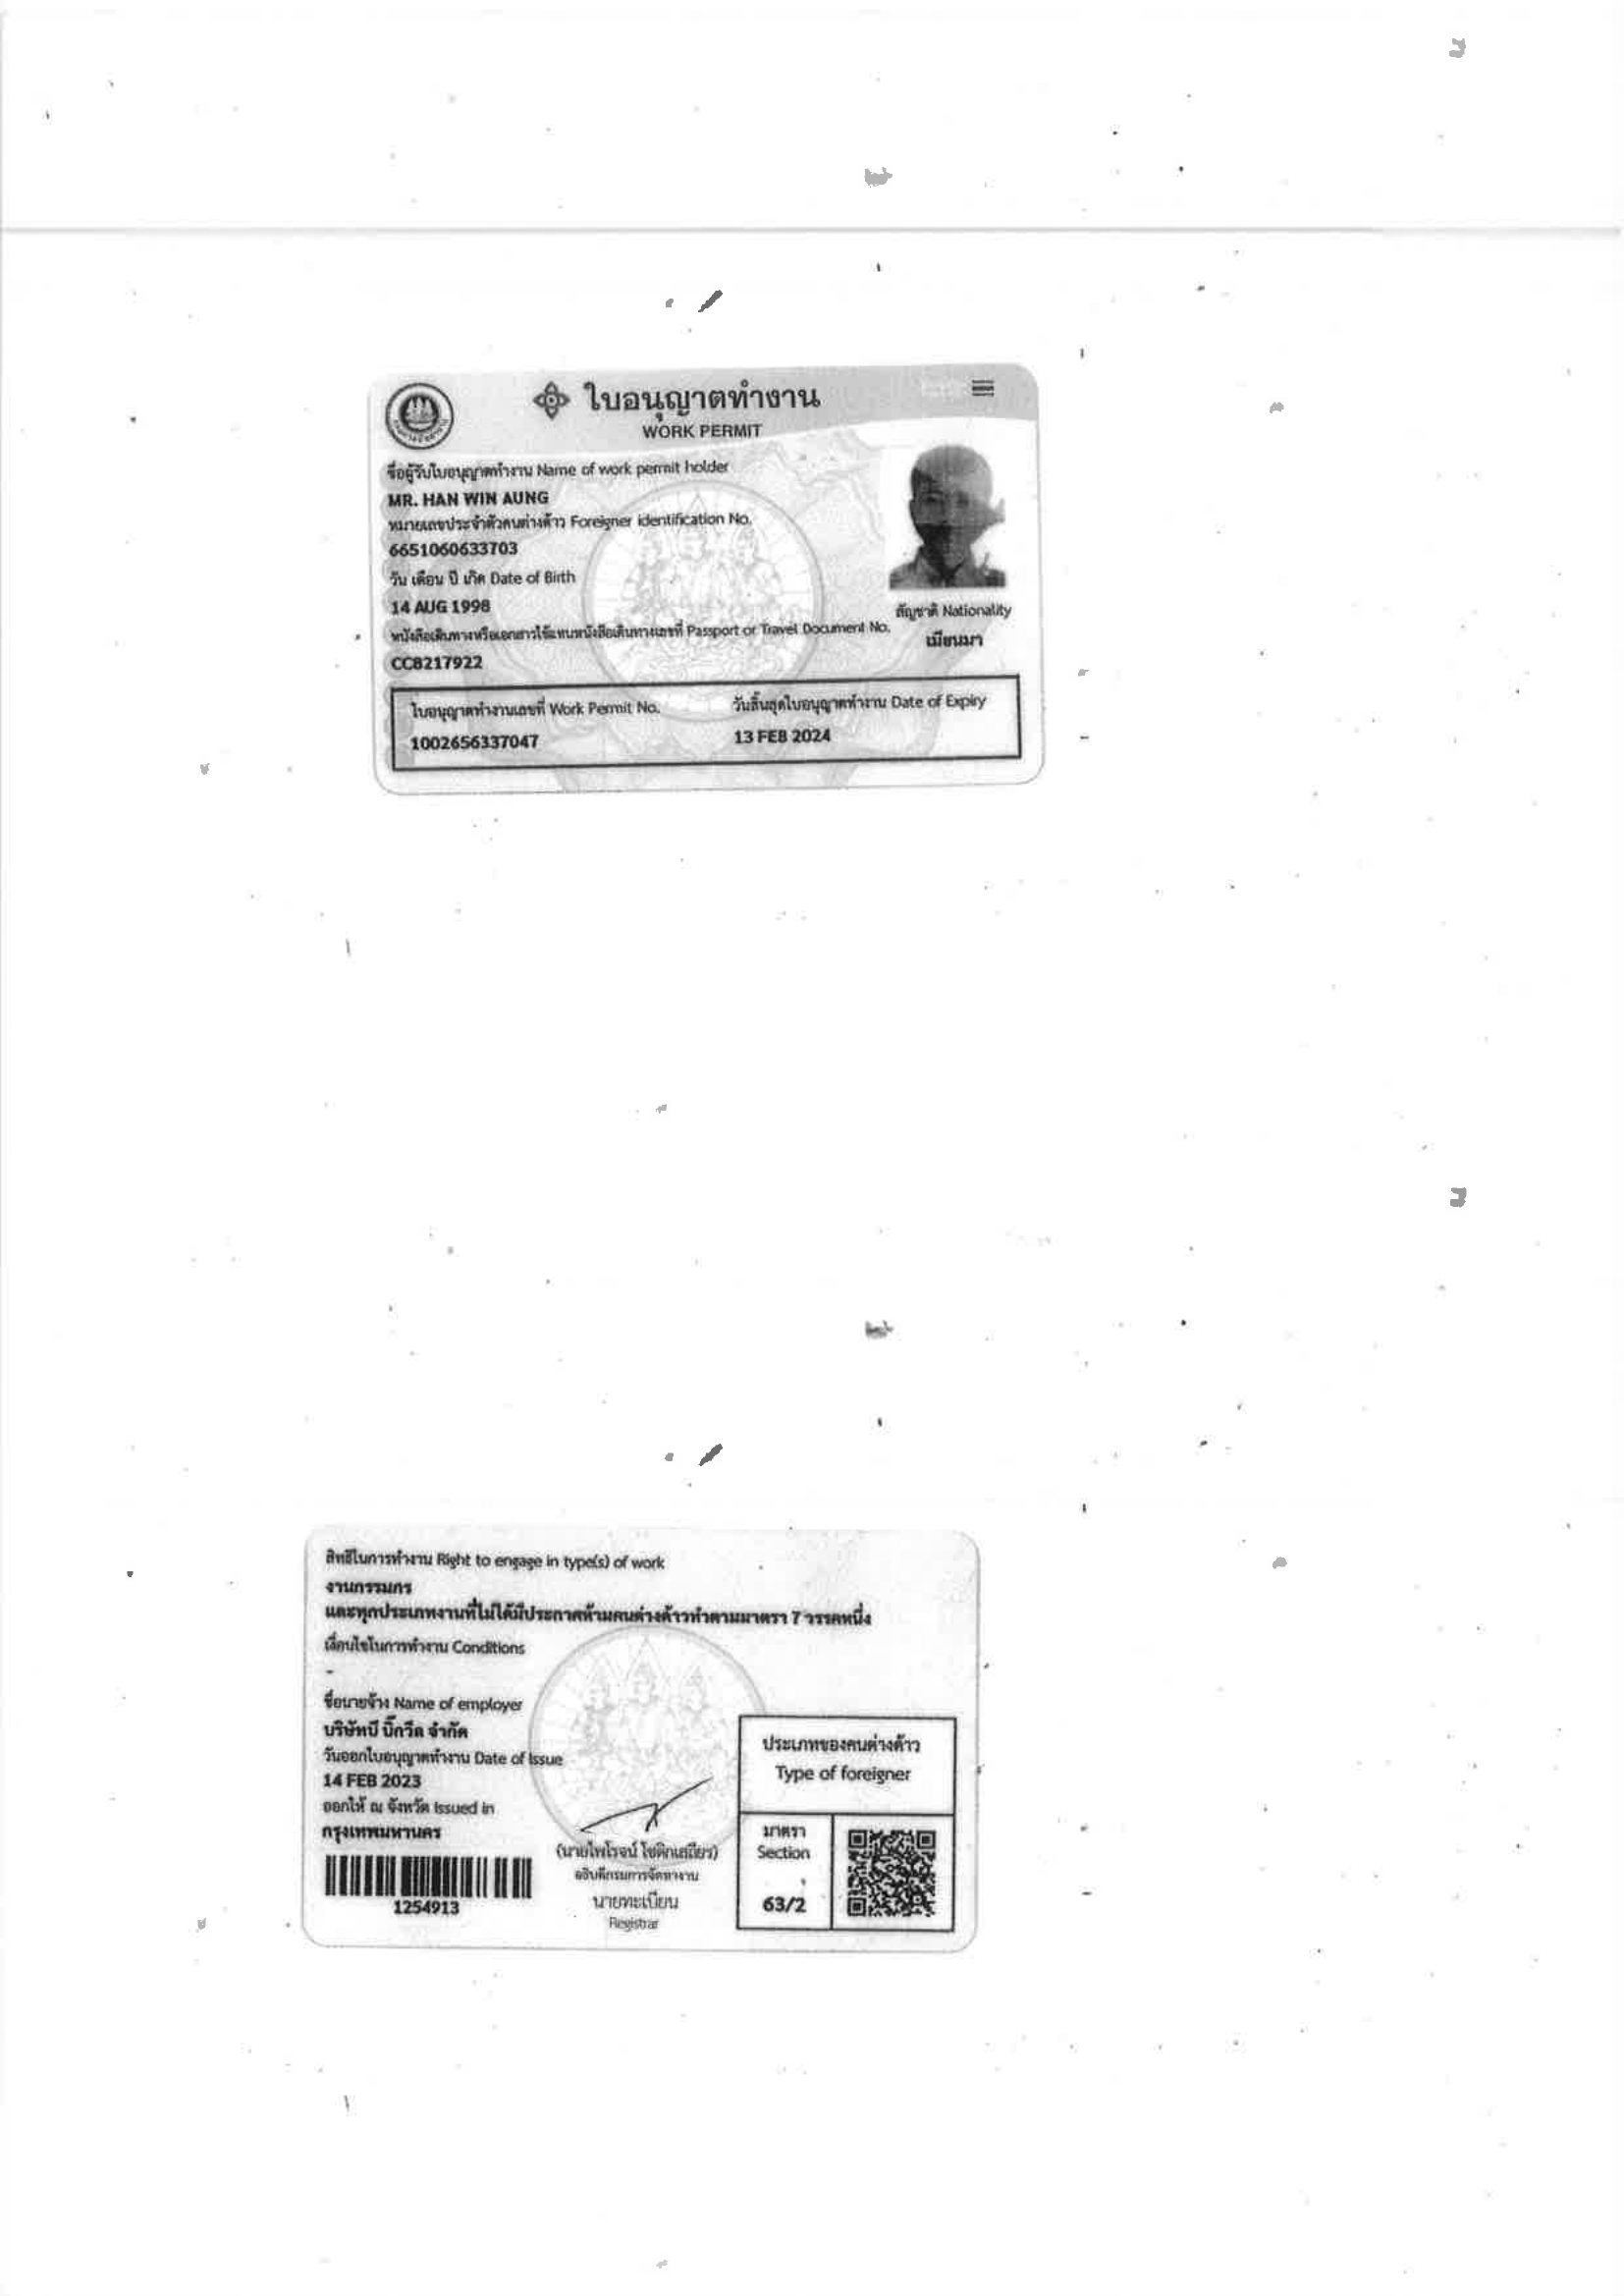 ใบอนุญาตทำงาน
WORK PERMIT
ชื่อผู้รับใบอนุญาตทำงาน Name of work permit holder
MR. HAN WIN AUNG
หมายเลขประจำตัวคนต่างด้าว Foreigner identification No.
6651060633703
วัน เดือน ปี เกิด Date of Birth
14 AUG 1998
หนังสือเดินทางหรือเอกสารใช้แทนหนังสือเดินทางเลขที่ Passport or Travel Document No.
CC8217922
สัญชาติ Nationality
เมียนมา
ใบอนุญาตทำงานเลขที่ Work Permit No.
1002656337047
วันสิ้นสุดใบอนุญาตทำงาน Date of Expiry
13 FEB 2024
สิทธิในการทำงาน Right to engage in type(s) of work
งานกรรมกร
และทุกประเภทงานที่ไม่ได้มีประกาศห้ามคนต่างด้าวทำตามมาตรา 7 วรรคหนึ่ง
เงื่อนไขในการทำงาน Conditions
-
ชื่อนายจ้าง Name of employer
บริษัทบี บิ๊กวีล จำกัด
วันออกใบอนุญาตทำงาน Date of Issue
14 FEB 2023
ออกให้ ณ จังหวัด Issued in
กรุงเทพมหานคร
1254913
(นายไพโรจน์ โชติกเสถียร)
อธิบดีกรมการจัดหางาน
นายทะเบียน
Registrar
ประเภทของคนต่างด้าว
Type of foreigner
มาตรา
Section
63/2